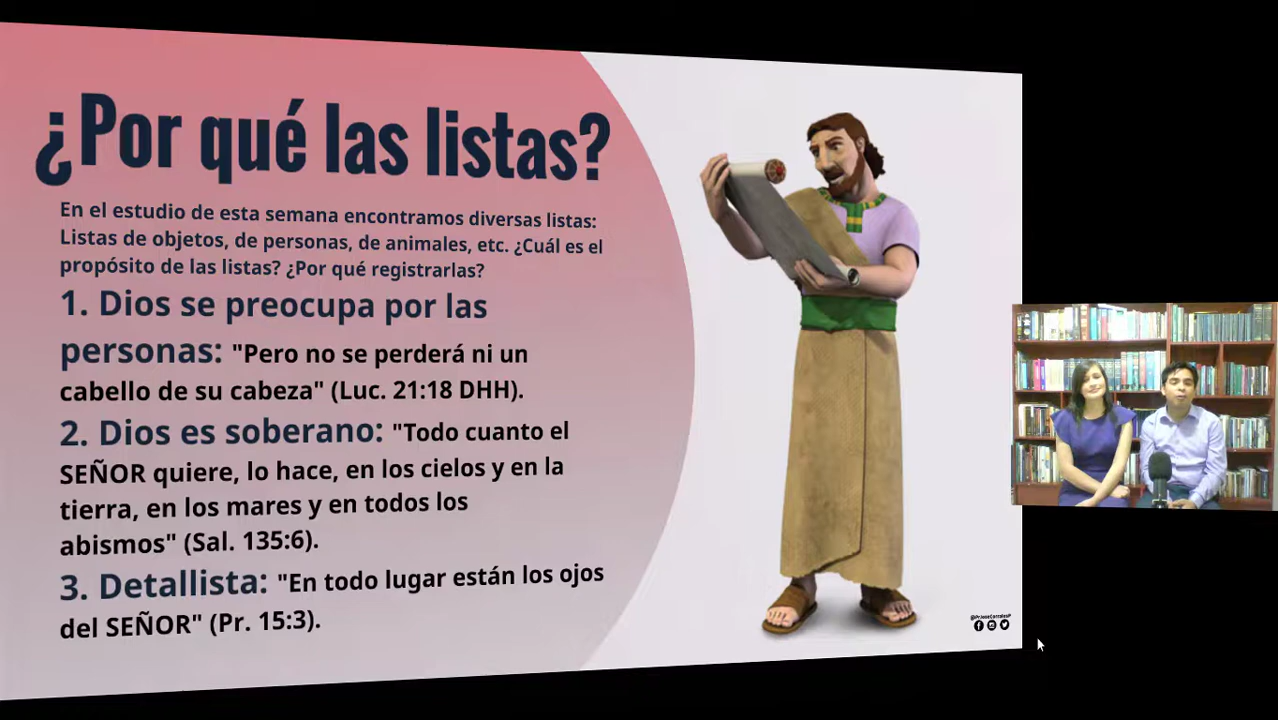 ¿Por qué las listas?
En el estudio de esta semana encontramos diversas listas:
Listas de objetos, de personas, de animales, etc. ¿Cuál es el
propósito de las listas? ¿Por qué registrarlas?
1. Dios se preocupa por las
personas: "Pero no se perderá ni un
cabello de su cabeza" (Luc. 21:18 DHH).
2. Dios es soberano: "Todo cuanto el
SEÑOR quiere, lo hace, en los cielos y en la
tierra, en los mares y en todos los
abismos" (Sal. 135:6).
3. Detallista: "En todo lugar están los ojos
del SEÑOR" (Pr. 15:3).